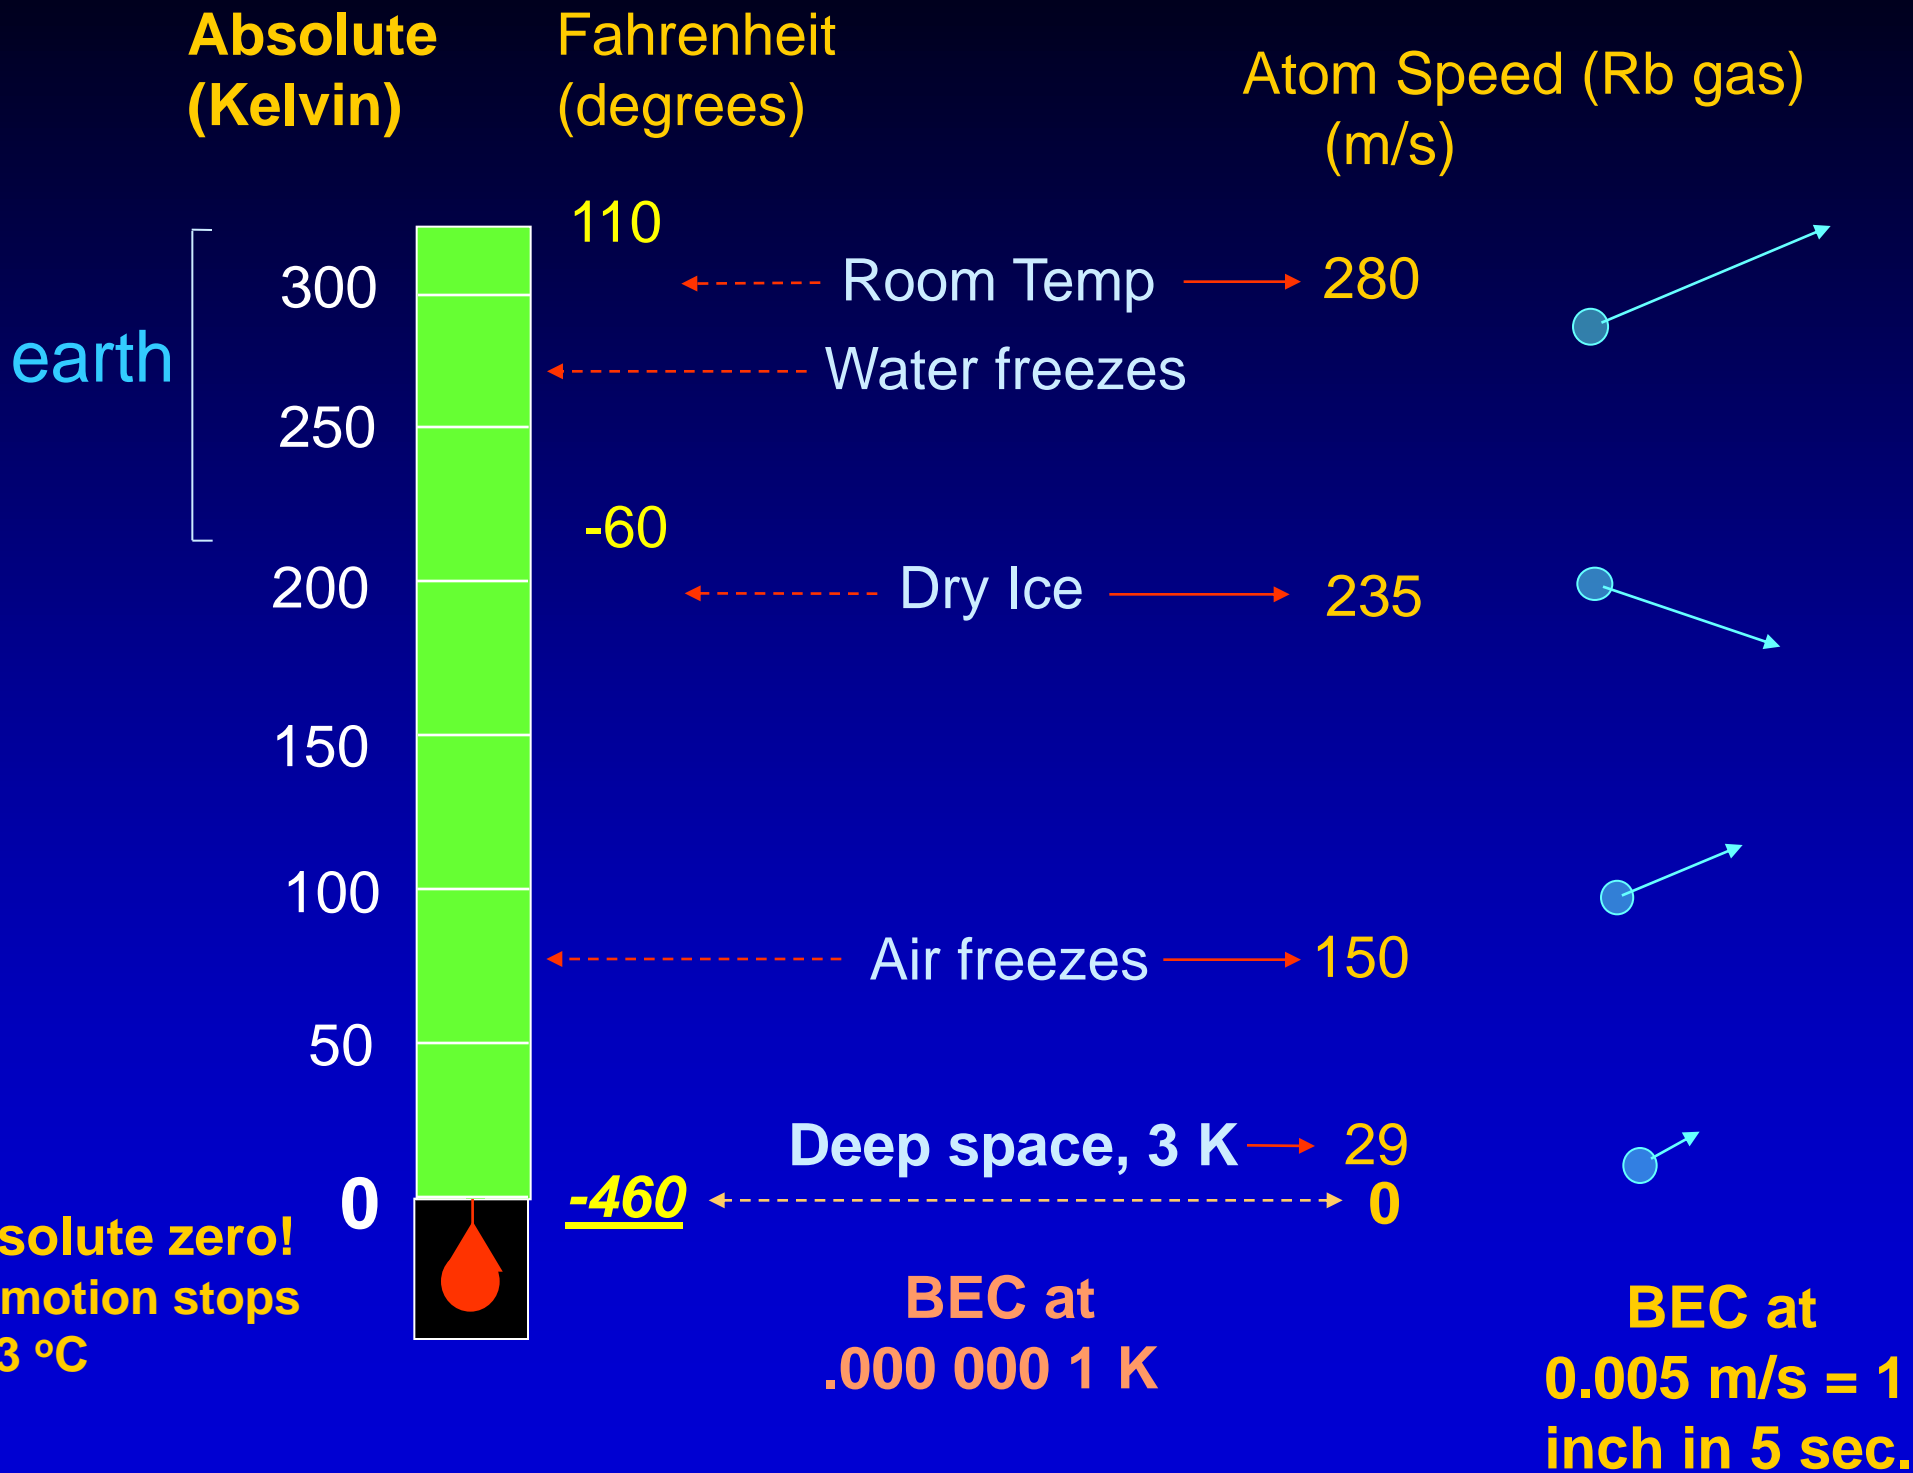 Absolute
(Kelvin)
Fahrenheit
(degrees)
Atom Speed (Rb gas)
(m/s)
110
300
Room Temp
280
earth
Water freezes
250
-60
200
Dry Ice
235
150
100
Air freezes
150
50
Deep space, 3 K
29
0
-460
0
solute zero!
motion stops
3 °C
BEC at
.000 000 1 K
BEC at
0.005 m/s = 1
inch in 5 sec.